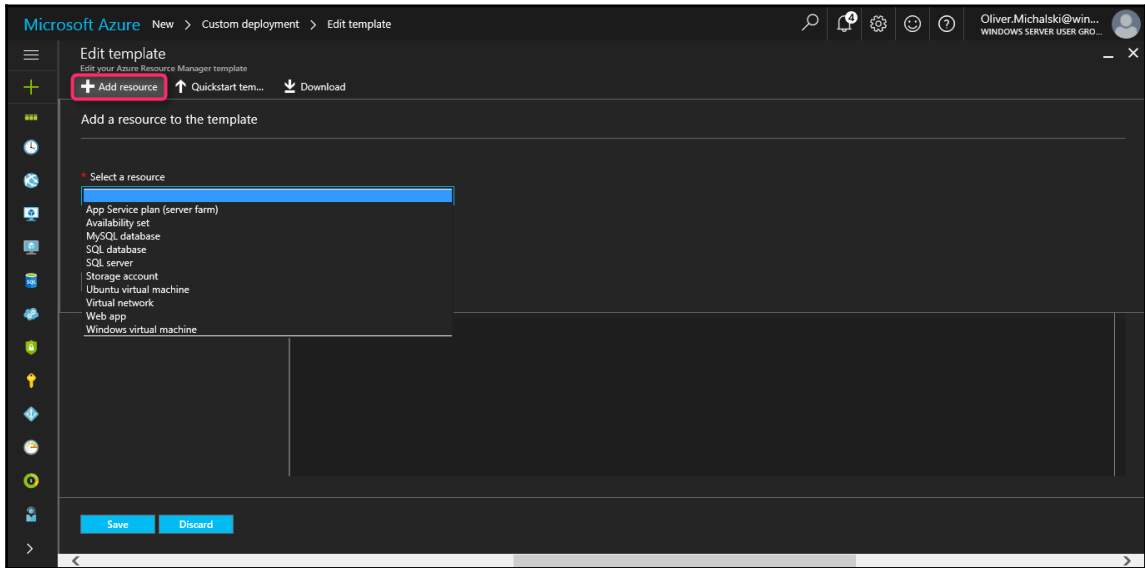 Microsoft Azure New > Custom deployment > Edit template
4
Oliver.Michalski@win...
WINDOWS SERVER USER GRO...
Edit template
Edit your Azure Resource Manager template
Add resource Quickstart tem... Download
Add a resource to the template
* Select a resource
App Service plan (server farm)
Availability set
MySQL database
SQL database
SQL server
Storage account
Ubuntu virtual machine
Virtual network
Web app
Windows virtual machine
SQL
Save Discard